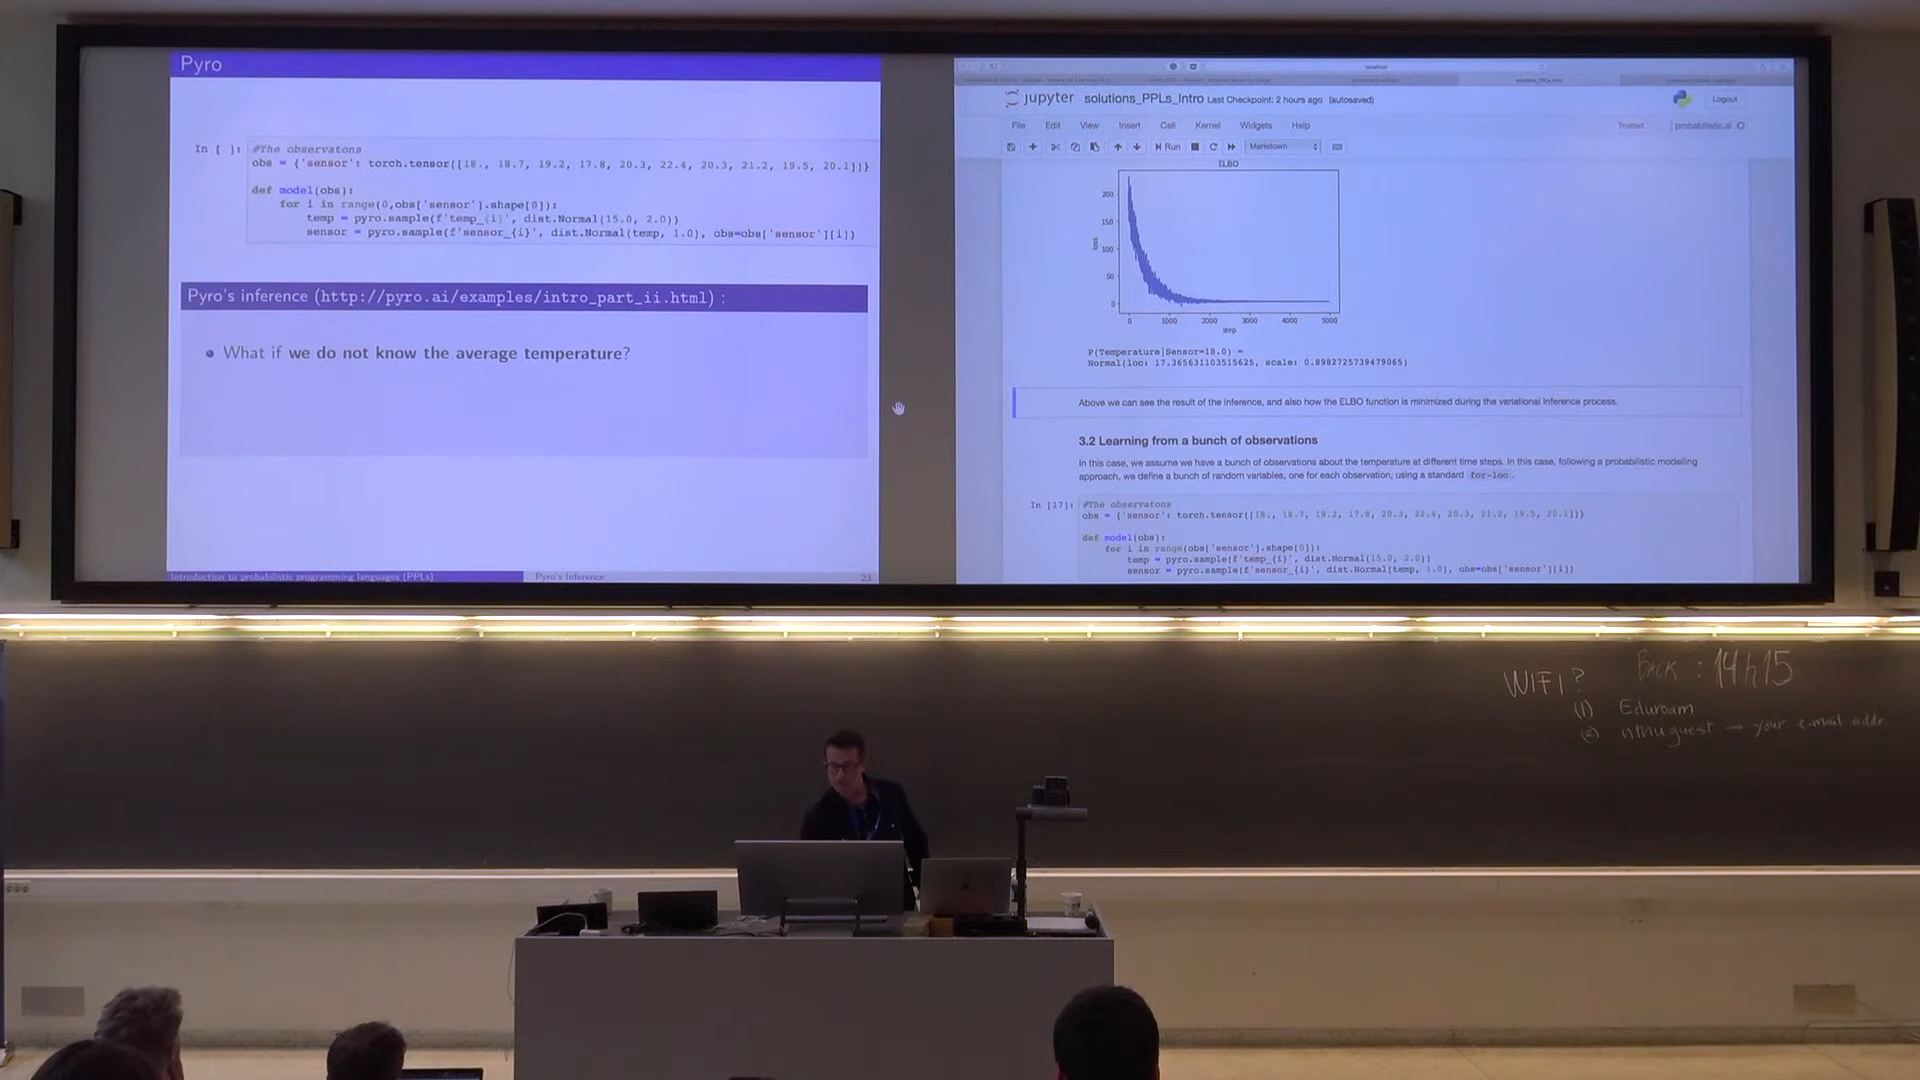 Pyro
In [ ]: #The observatons
obs = {'sensor': torch.tensor([18., 18.7, 19.2, 17.8, 20.3, 22.4, 20.3, 21.2, 19.5, 20.1])}
def model(obs):
for i in range(0,obs['sensor'].shape[0]):
temp = pyro.sample(f'temp_{i}', dist.Normal(15.0, 2.0))
sensor = pyro.sample(f'sensor_{i}', dist.Normal(temp, 1.0), obs=obs['sensor'][i])
Pyro's inference (http://pyro.ai/examples/intro_part_ii.html) :
What if we do not know the average temperature?
Introduction to probabilistic programming languages (PPLs)
Pyro's Inference
23
localhost
jupyter solutions_PPLs_Intro Last Checkpoint: 2 hours ago (autosaved)
Logout
File Edit View Insert Cell Kernel Widgets Help
Trusted
probabilistic.ai
Run
Markdown
ELBO
200
150
100
50
0
loss
0 1000 2000 3000 4000 5000
step
P(Temperature|Sensor=18.0) =
Normal(loc: 17.365631103515625, scale: 0.8982725739479065)
Above we can see the result of the inference, and also how the ELBO function is minimized during the variational inference process.
3.2 Learning from a bunch of observations
In this case, we assume we have a bunch of observations about the temperature at different time steps. In this case, following a probabilistic modelling
approach, we define a bunch of random variables, one for each observation, using a standard for-loo .
In [17]: #The observatons
obs = {'sensor': torch.tensor([18., 18.7, 19.2, 17.8, 20.3, 22.4, 20.3, 21.2, 19.5, 20.1])}
def model(obs):
for i in range(obs['sensor'].shape[0]):
temp = pyro.sample(f'temp_{i}', dist.Normal(15.0, 2.0))
sensor = pyro.sample(f'sensor_{i}', dist.Normal(temp, 1.0), obs=obs['sensor'][i])
BACK : 14h15
WIFI?
(1) Eduroam
(2) ntnuguest → your e-mail addr